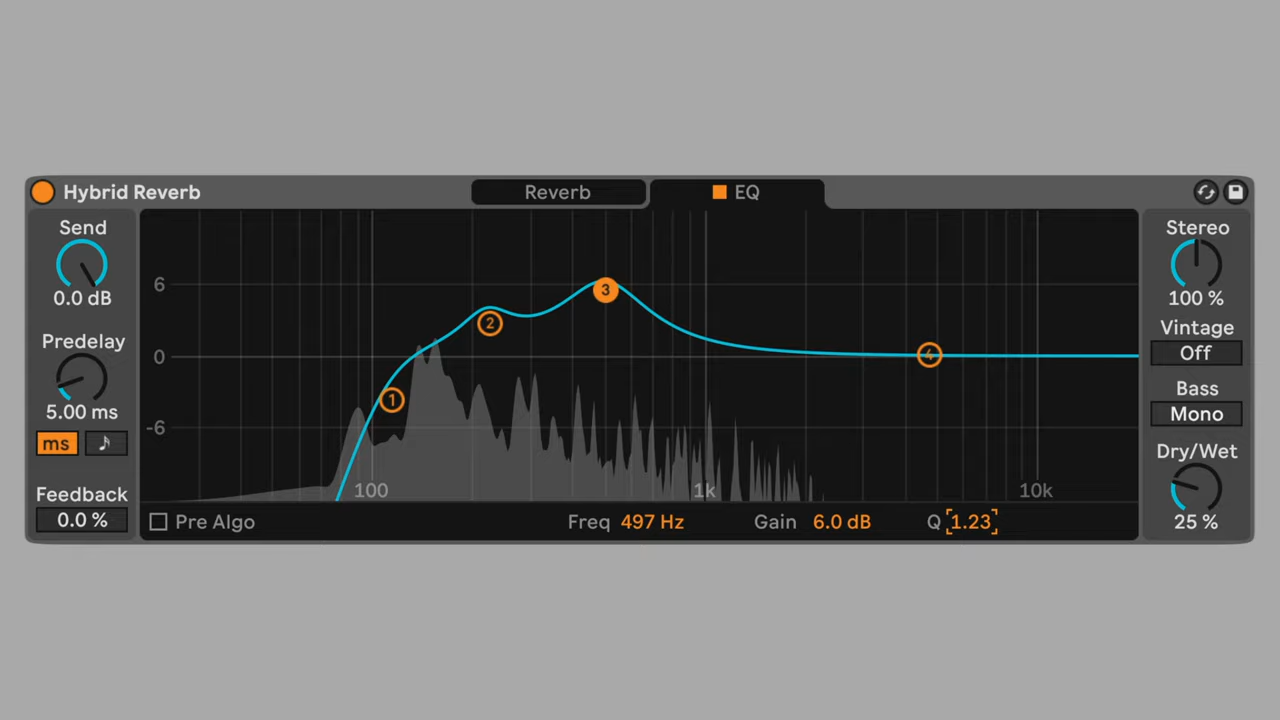 Hybrid Reverb
Reverb
EQ
Send
0.0 dB
Predelay
5.00 ms
ms
Feedback
0.0 %
6
0
-6
1
2
3
4
100
1k
10k
Pre Algo
Freq 497 Hz
Gain 6.0 dB
Q 1.23
Stereo
100 %
Vintage
Off
Bass
Mono
Dry/Wet
25 %